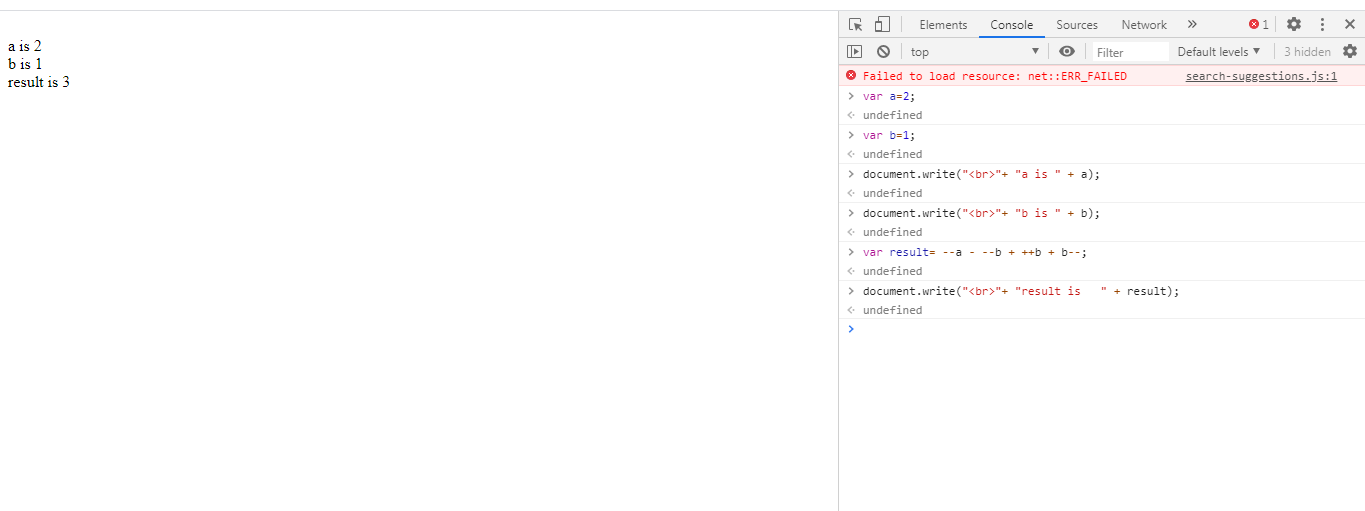 a is 2
b is 1
result is 3
Elements Console Sources Network » 1
top Filter Default levels 3 hidden
Failed to load resource: net::ERR_FAILED search-suggestions.js:1
> var a=2;
undefined
> var b=1;
undefined
> document.write("<br>"+ "a is " + a);
undefined
> document.write("<br>"+ "b is " + b);
undefined
> var result= --a - --b + ++b + b--;
undefined
> document.write("<br>"+ "result is   " + result);
undefined
>